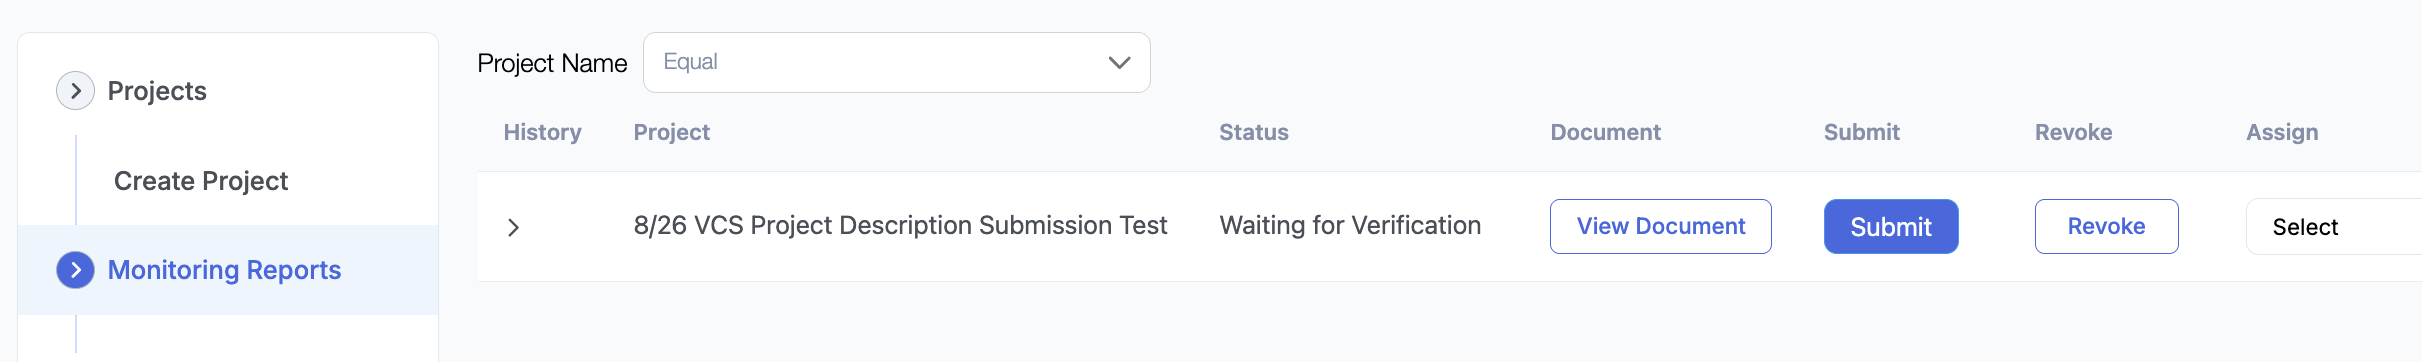 Projects
Create Project
Monitoring Reports
Project Name Equal
History Project Status Document Submit Revoke Assign
8/26 VCS Project Description Submission Test Waiting for Verification View Document Submit Revoke Select